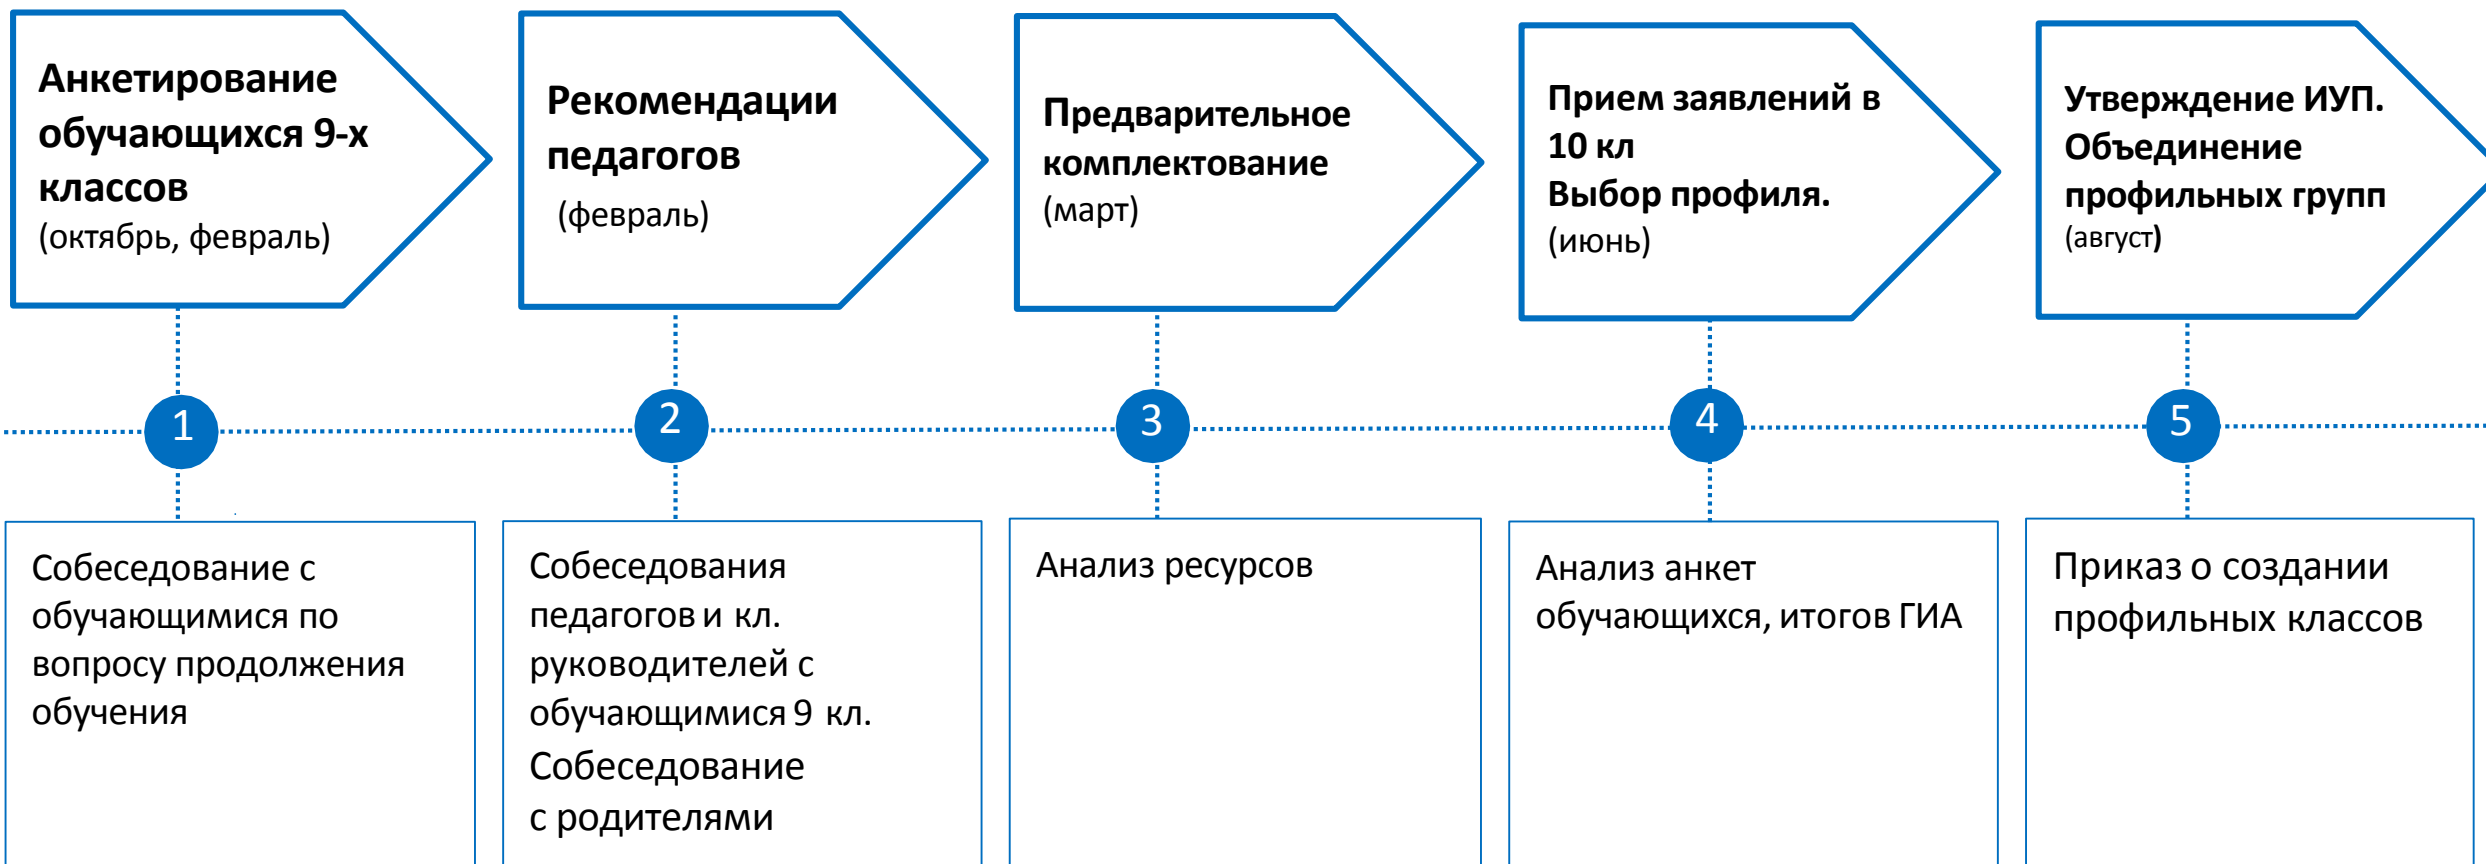 Анкетирование
обучающихся 9-х
классов
(октябрь, февраль)
Рекомендации
педагогов
(февраль)
Предварительное
комплектование
(март)
Прием заявлений в
10 кл
Выбор профиля.
(июнь)
Утверждение ИУП.
Объединение
профильных групп
(август)
1
2
3
4
5
Собеседование с
обучающимися по
вопросу продолжения
обучения
Собеседования
педагогов и кл.
руководителей с
обучающимися 9 кл.
Собеседование
с родителями
Анализ ресурсов
Анализ анкет
обучающихся, итогов ГИА
Приказ о создании
профильных классов